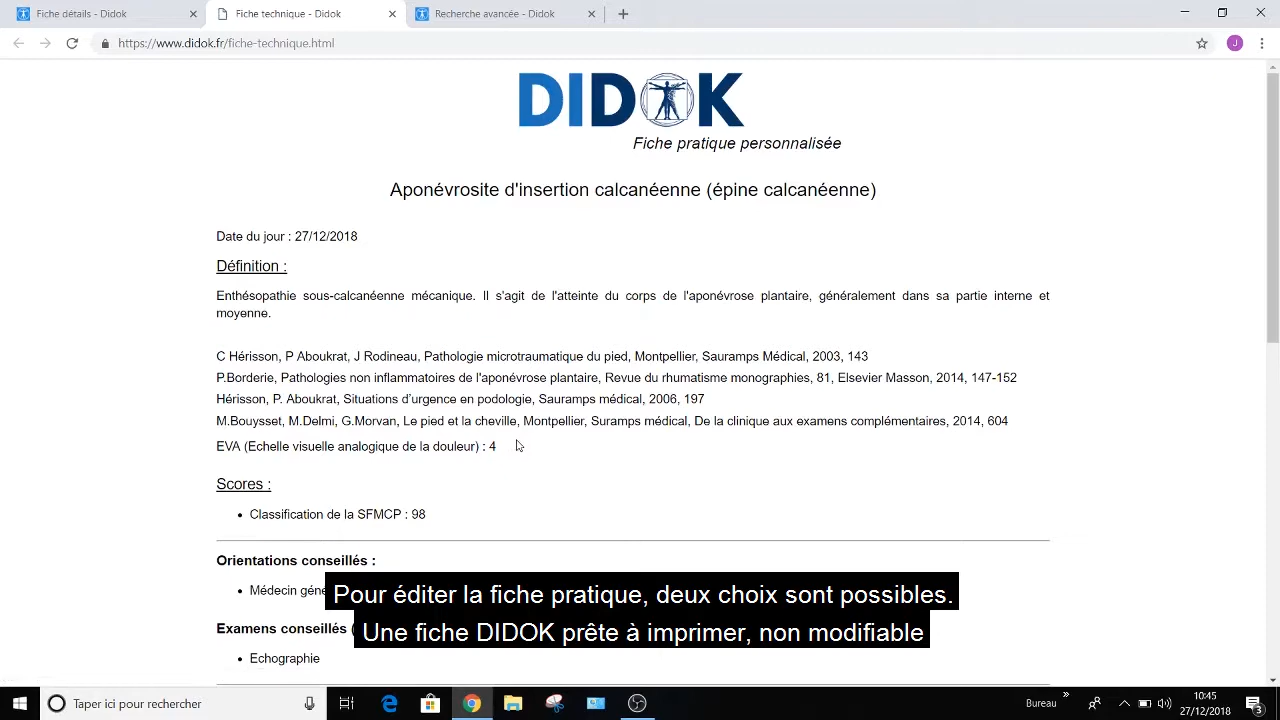 Fiche détails - Didok
Fiche technique - Didok
Recherche avancée - Didok
https://www.didok.fr/fiche-technique.html
J
DIDOK
Fiche pratique personnalisée
Aponévrosite d'insertion calcanéenne (épine calcanéenne)
Date du jour : 27/12/2018
Définition :
Enthésopathie sous-calcanéenne mécanique. Il s'agit de l'atteinte du corps de l'aponévrose plantaire, généralement dans sa partie interne et
moyenne.
C Hérisson, P Aboukrat, J Rodineau, Pathologie microtraumatique du pied, Montpellier, Sauramps Médical, 2003, 143
P.Borderie, Pathologies non inflammatoires de l'aponévrose plantaire, Revue du rhumatisme monographies, 81, Elsevier Masson, 2014, 147-152
Hérisson, P. Aboukrat, Situations d'urgence en podologie, Sauramps médical, 2006, 197
M.Bouysset, M.Delmi, G.Morvan, Le pied et la cheville, Montpellier, Suramps médical, De la clinique aux examens complémentaires, 2014, 604
EVA (Echelle visuelle analogique de la douleur) : 4
Scores :
• Classification de la SFMCP : 98
Orientations conseillés :
• Médecin géné
Pour éditer la fiche pratique, deux choix sont possibles.
Examens conseillés (
Une fiche DIDOK prête à imprimer, non modifiable
• Echographie
Taper ici pour rechercher
Bureau
10:45
27/12/2018
3